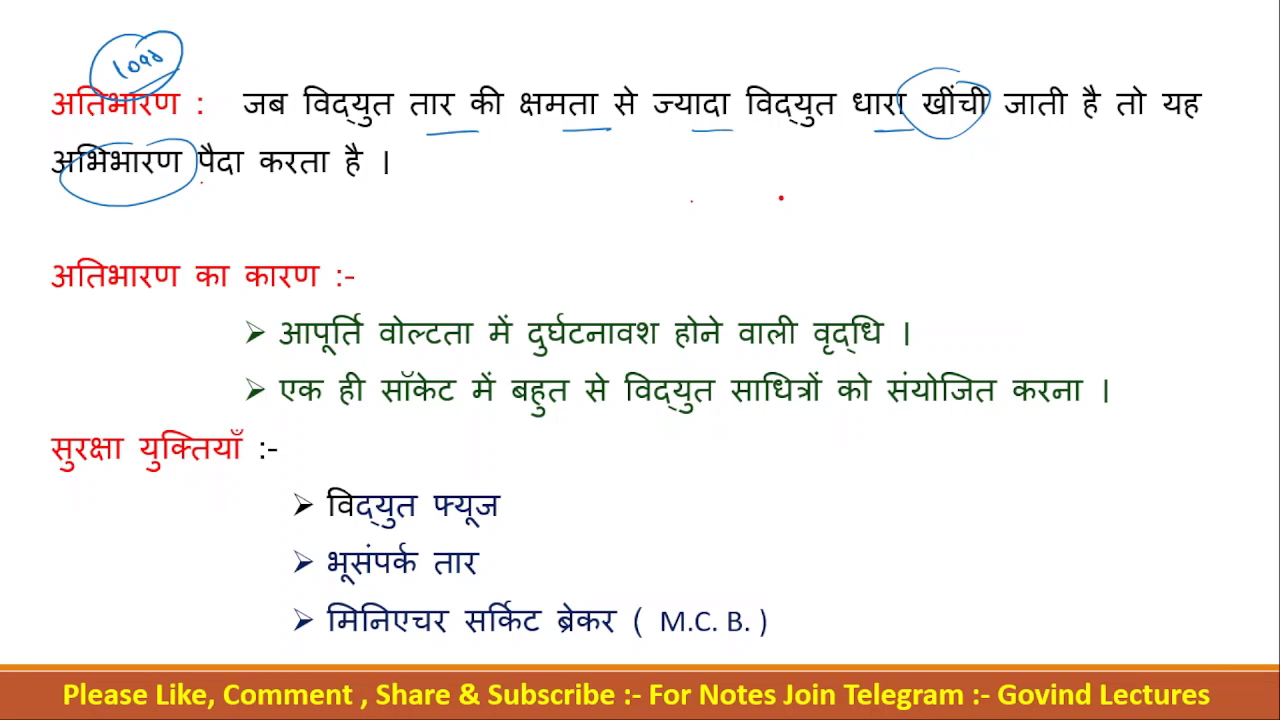 load
अतिभारण : जब विद्‌युत तार की क्षमता से ज्यादा विद्‌युत धारा खींची जाती है तो यह
अभिभारण पैदा करता है ।
अतिभारण का कारण :-
➢ आपूर्ति वोल्टता में दुर्घटनावश होने वाली वृद्‌धि ।
➢ एक ही सॉकेट में बहुत से विद्‌युत साधित्रों को संयोजित करना ।
सुरक्षा युक्तियाँ :-
➢ विद्‌युत फ्यूज
➢ भूसंपर्क तार
➢ मिनिएचर सर्किट ब्रेकर ( M.C. B. )
Please Like, Comment , Share & Subscribe :- For Notes Join Telegram :- Govind Lectures